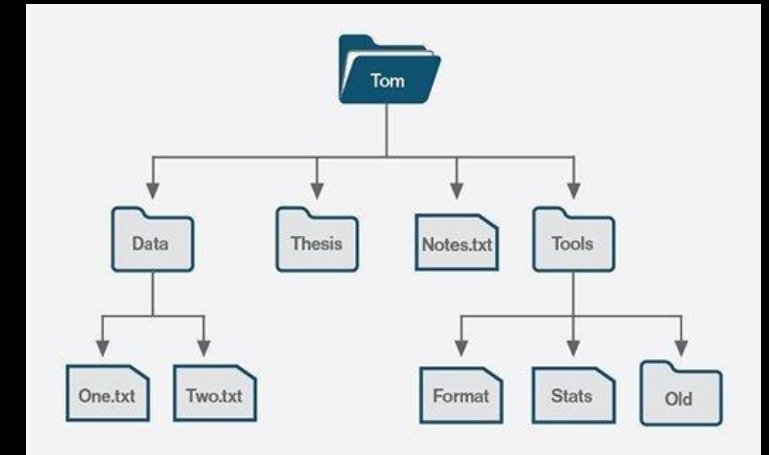 Tom
Data
Thesis
Notes.txt
Tools
One.txt
Two.txt
Format
Stats
Old